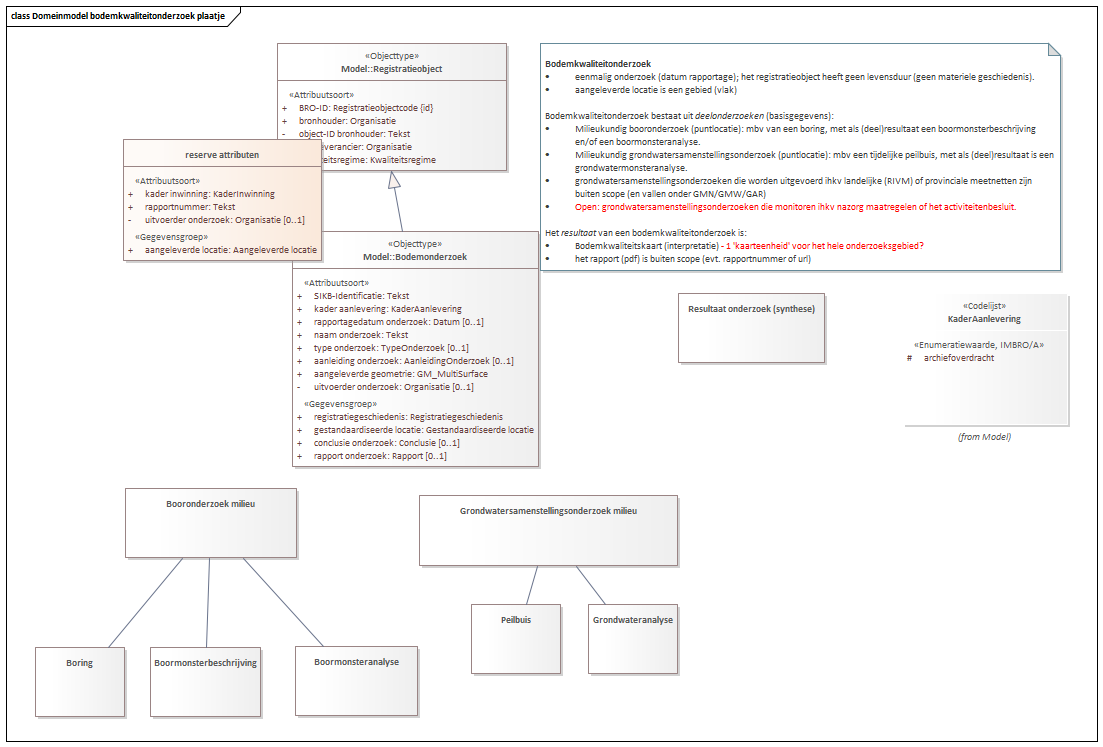 class Domeinmodel bodemkwaliteitonderzoek plaatje
«Objecttype»
Model::Registratieobject
«Attribuutsoort»
+ BRO-ID: Registratieobjectcode {id}
+ bronhouder: Organisatie
- object-ID bronhouder: Tekst
: Organisatie
: Kwaliteitsregime
reserve attributen
«Attribuutsoort»
+ kader inwinning: KaderInwinning
+ rapportnummer: Tekst
- uitvoerder onderzoek: Organisatie [0..1]
«Gegevensgroep»
+ aangeleverde locatie: Aangeleverde locatie
Bodemkwaliteitonderzoek
• eenmalig onderzoek (datum rapportage); het registratieobject heeft geen levensduur (geen materiele geschiedenis).
• aangeleverde locatie is een gebied (vlak)
Bodemkwaliteitonderzoek bestaat uit deelonderzoeken (basisgegevens):
• Milieukundig booronderzoek (puntlocatie): mbv van een boring, met als (deel)resultaat een boormonsterbeschrijving
en/of een boormonsteranalyse.
• Milieukundig grondwatersamenstellingsonderzoek (puntlocatie): mbv een tijdelijke peilbuis, met als (deel)resultaat is een
grondwatermonsteranalyse.
• grondwatersamenstellingsonderzoeken die worden uitgevoerd ihkv landelijke (RIVM) of provinciale meetnetten zijn
buiten scope (en vallen onder GMN/GMW/GAR)
• Open: grondwatersamenstellingsonderzoeken die monitoren ihkv nazorg maatregelen of het activiteitenbesluit.
Het resultaat van een bodemkwaliteitonderzoek is:
• Bodemkwaliteitskaart (interpretatie) - 1 'kaarteenheid' voor het hele onderzoeksgebied?
• het rapport (pdf) is buiten scope (evt. rapportnummer of url)
«Objecttype»
Model::Bodemonderzoek
«Attribuutsoort»
+ SIKB-Identificatie: Tekst
+ kader aanlevering: KaderAanlevering
+ rapportagedatum onderzoek: Datum [0..1]
+ naam onderzoek: Tekst
+ type onderzoek: TypeOnderzoek [0..1]
+ aanleiding onderzoek: AanleidingOnderzoek [0..1]
+ aangeleverde geometrie: GM_MultiSurface
- uitvoerder onderzoek: Organisatie [0..1]
«Gegevensgroep»
+ registratiegeschiedenis: Registratiegeschiedenis
+ gestandaardiseerde locatie: Gestandaardiseerde locatie
+ conclusie onderzoek: Conclusie [0..1]
+ rapport onderzoek: Rapport [0..1]
Resultaat onderzoek (synthese)
«Codelijst»
KaderAanlevering
«Enumeratiewaarde, IMBRO/A»
# archiefoverdracht
(from Model)
Booronderzoek milieu
Grondwatersamenstellingsonderzoek milieu
Peilbuis
Grondwateranalyse
Boring
Boormonsterbeschrijving
Boormonsteranalyse